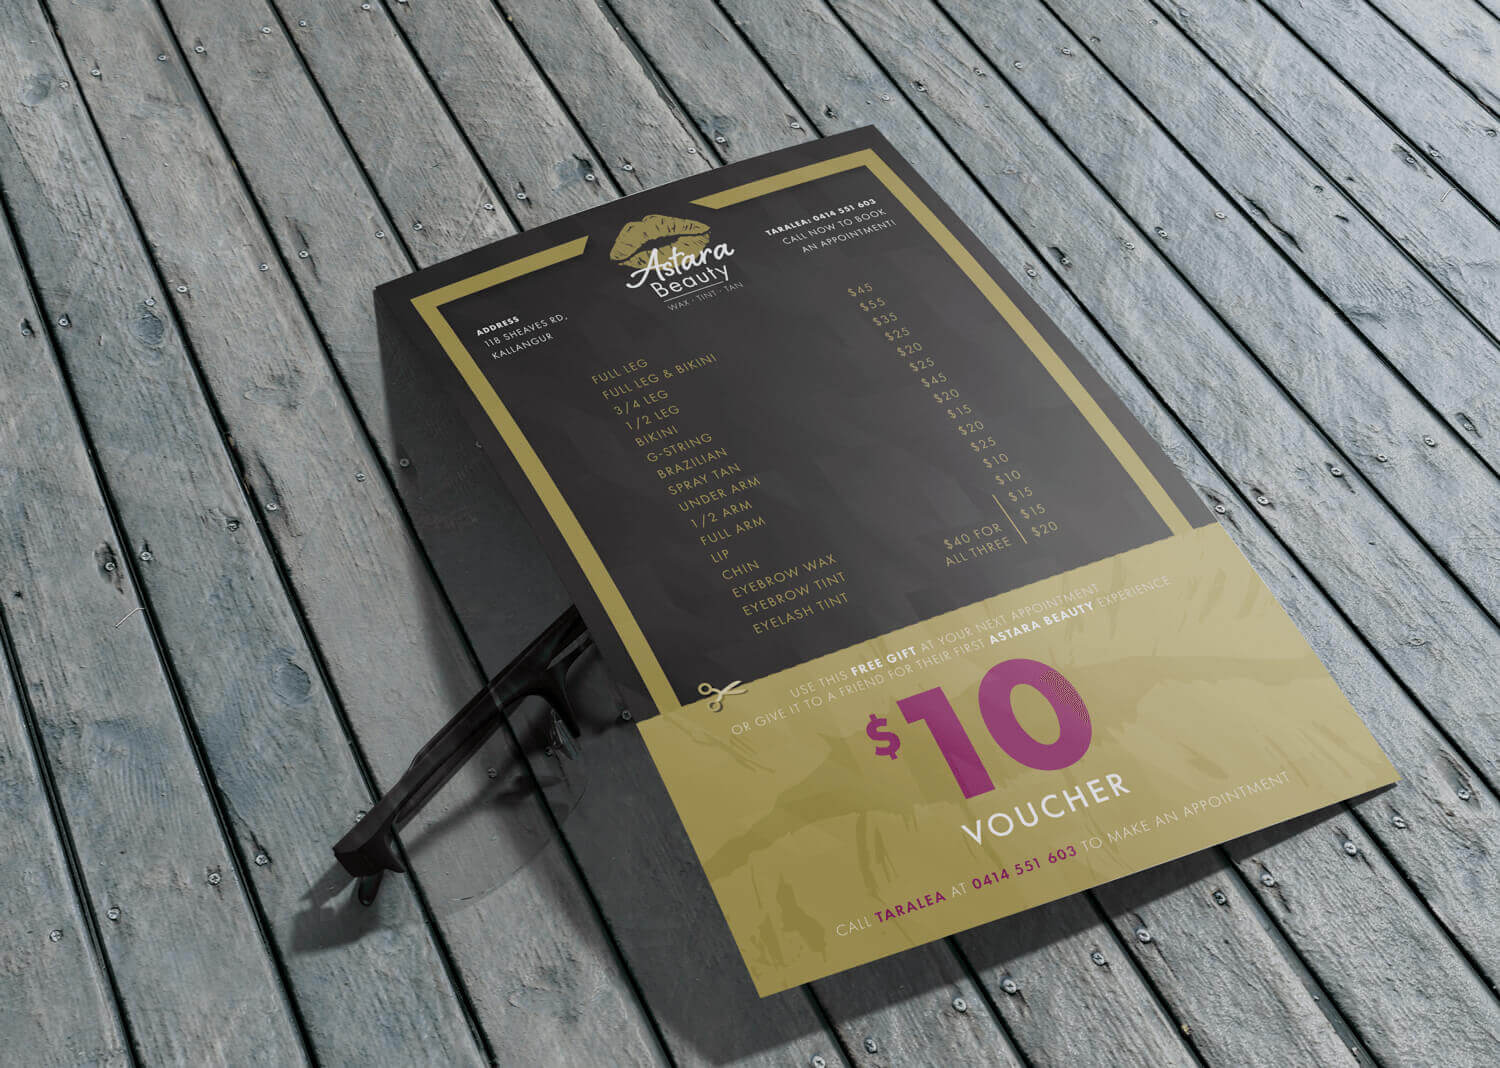 Astara
Beauty
WAX · TINT · TAN
TARALEA: 0414 551 603
CALL NOW TO BOOK
AN APPOINTMENT!
ADDRESS
118 SHEAVES RD,
KALLANGUR
FULL LEG $45
FULL LEG & BIKINI $55
3/4 LEG $35
1/2 LEG $25
BIKINI $20
G-STRING $25
BRAZILIAN $45
SPRAY TAN $20
UNDER ARM $15
1/2 ARM $20
FULL ARM $25
LIP $10
CHIN $10
EYEBROW WAX $15
EYEBROW TINT $15
EYELASH TINT $20
$40 FOR
ALL THREE
USE THIS FREE GIFT AT YOUR NEXT APPOINTMENT
OR GIVE IT TO A FRIEND FOR THEIR FIRST ASTARA BEAUTY EXPERIENCE
$10
VOUCHER
CALL TARALEA AT 0414 551 603 TO MAKE AN APPOINTMENT